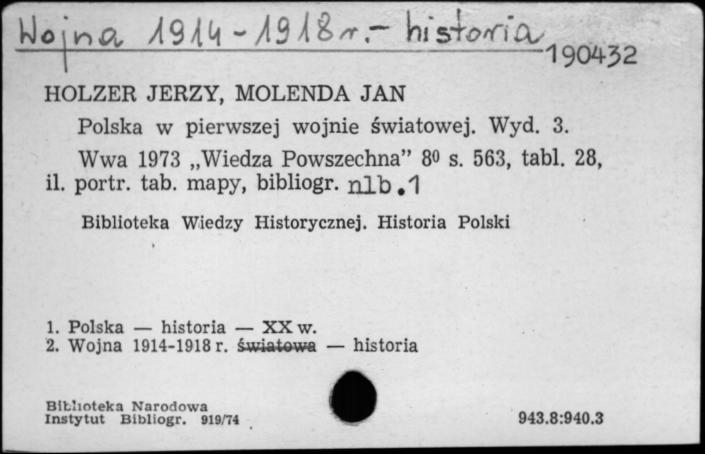 Wojna 1914-1918 r. - historia
190432
HOLZER JERZY, MOLENDA JAN
Polska w pierwszej wojnie światowej. Wyd. 3.
Wwa 1973 „Wiedza Powszechna” 8⁰ s. 563, tabl. 28,
il. portr. tab. mapy, bibliogr. nlb.1
Biblioteka Wiedzy Historycznej. Historia Polski
1. Polska — historia — XX w.
2. Wojna 1914-1918 r. światowa — historia
Biblioteka Narodowa
Instytut Bibliogr. 919/74
943.8:940.3